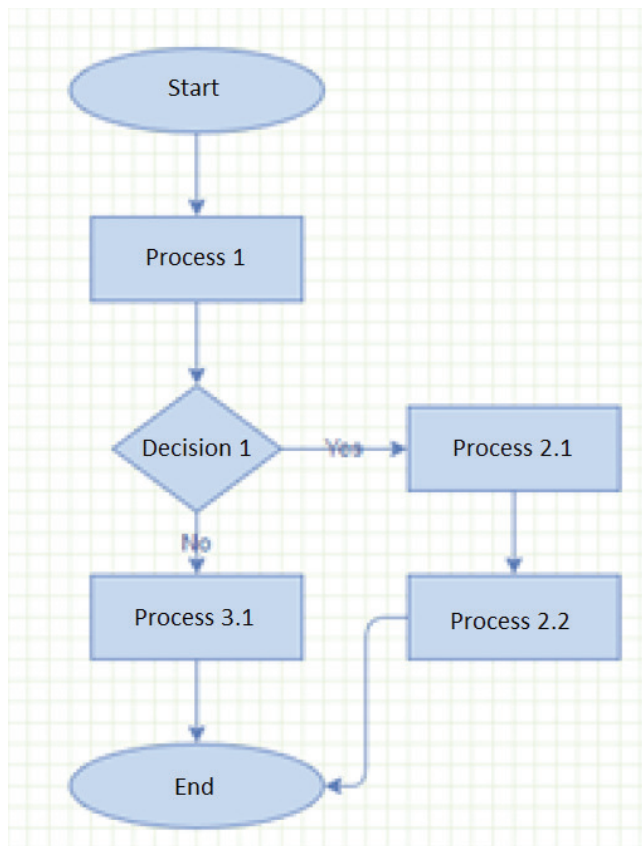 Start
Process 1
Decision 1
Yes
Process 2.1
No
Process 3.1
Process 2.2
End